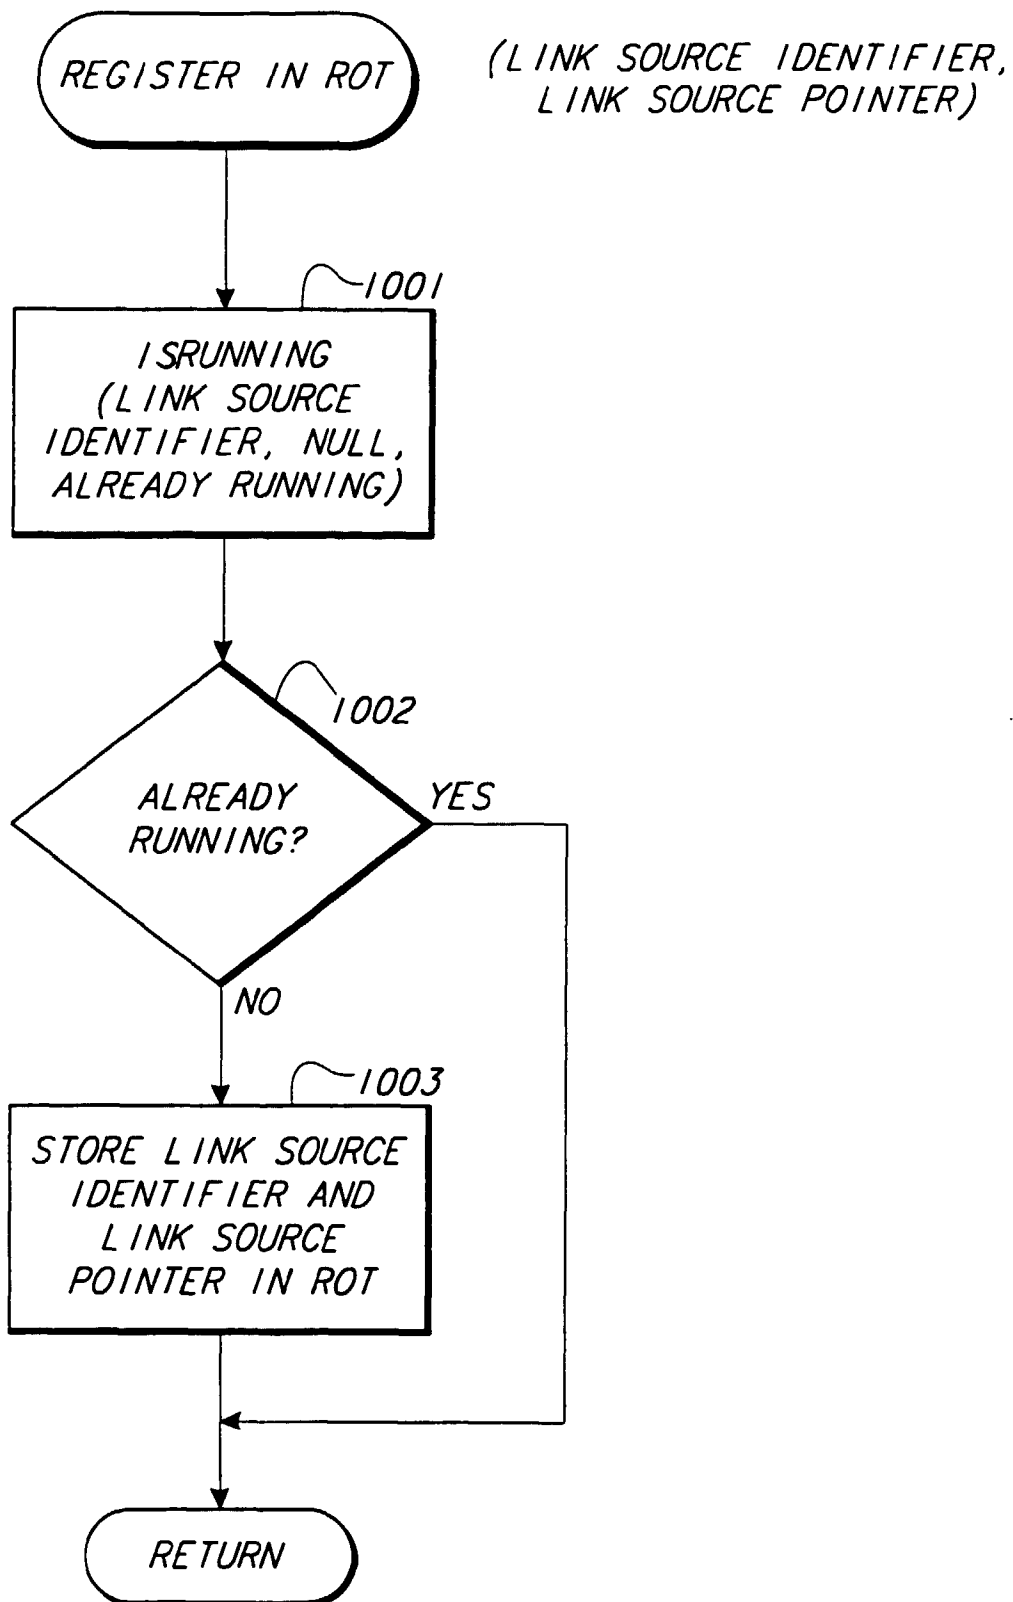 REGISTER IN ROT
(LINK SOURCE IDENTIFIER,
LINK SOURCE POINTER)
1001
ISRUNNING
(LINK SOURCE
IDENTIFIER, NULL,
ALREADY RUNNING)
1002
ALREADY
RUNNING?
YES
NO
1003
STORE LINK SOURCE
IDENTIFIER AND
LINK SOURCE
POINTER IN ROT
RETURN